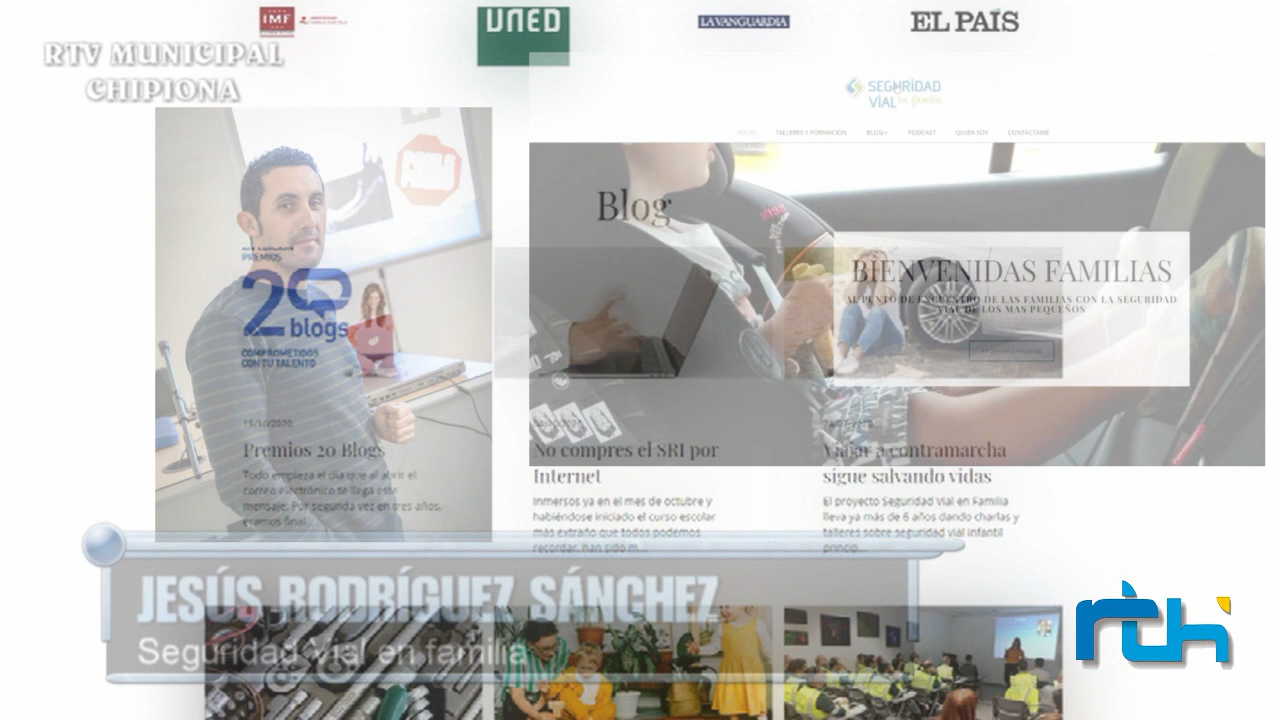 IMF
UNED
LA VANGUARDIA
EL PAÍS
RTV MUNICIPAL
CHIPIONA
SEGURIDAD
VIAL en familia
INICIO TALLERES Y FORMACIÓN BLOG PODCAST QUIÉN SOY CONTÁCTAME
Blog
PREMIOS
20
blogs
COMPROMETIDOS
CON TU TALENTO
BIENVENIDAS FAMILIAS
AL PUNTO DE ENCUENTRO DE LAS FAMILIAS CON LA SEGURIDAD
VIAL DE LOS MAS PEQUEÑOS
Premios 20 Blogs
Todo empieza el día que al abrir el
correo electrónico te llega este
mensaje. Por segunda vez en tres años,
éramos final...
No compres el SRI por
Internet
Inmersos ya en el mes de octubre y
habiéndose iniciado el curso escolar
más extraño que todos podemos
recordar, han sido m...
Viajar a contramarcha
sigue salvando vidas
El proyecto Seguridad Vial en Familia
lleva ya más de 6 años dando charlas y
talleres sobre seguridad vial infantil
princip...
JESÚS RODRÍGUEZ SÁNCHEZ
Seguridad Vial en familia
rtch